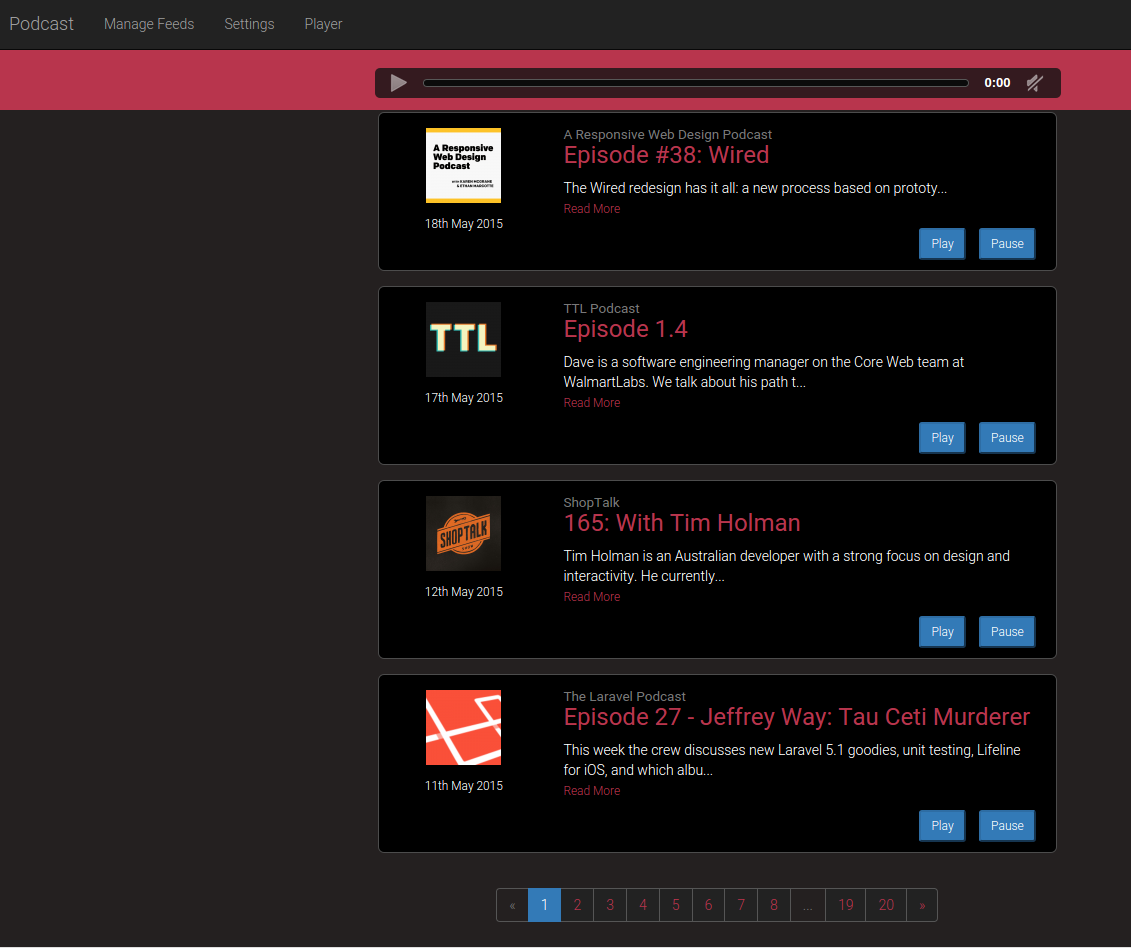 Podcast Manage Feeds Settings Player
0:00
A Responsive
Web Design
Podcast
WITH KAREN MCGRANE
& ETHAN MARCOTTE
18th May 2015
A Responsive Web Design Podcast
Episode #38: Wired
The Wired redesign has it all: a new process based on prototy...
Read More
Play Pause
TTL
17th May 2015
TTL Podcast
Episode 1.4
Dave is a software engineering manager on the Core Web team at
WalmartLabs. We talk about his path t...
Read More
Play Pause
SHOPTALK
12th May 2015
ShopTalk
165: With Tim Holman
Tim Holman is an Australian developer with a strong focus on design and
interactivity. He currently...
Read More
Play Pause
11th May 2015
The Laravel Podcast
Episode 27 - Jeffrey Way: Tau Ceti Murderer
This week the crew discusses new Laravel 5.1 goodies, unit testing, Lifeline
for iOS, and which albu...
Read More
Play Pause
« 1 2 3 4 5 6 7 8 ... 19 20 »